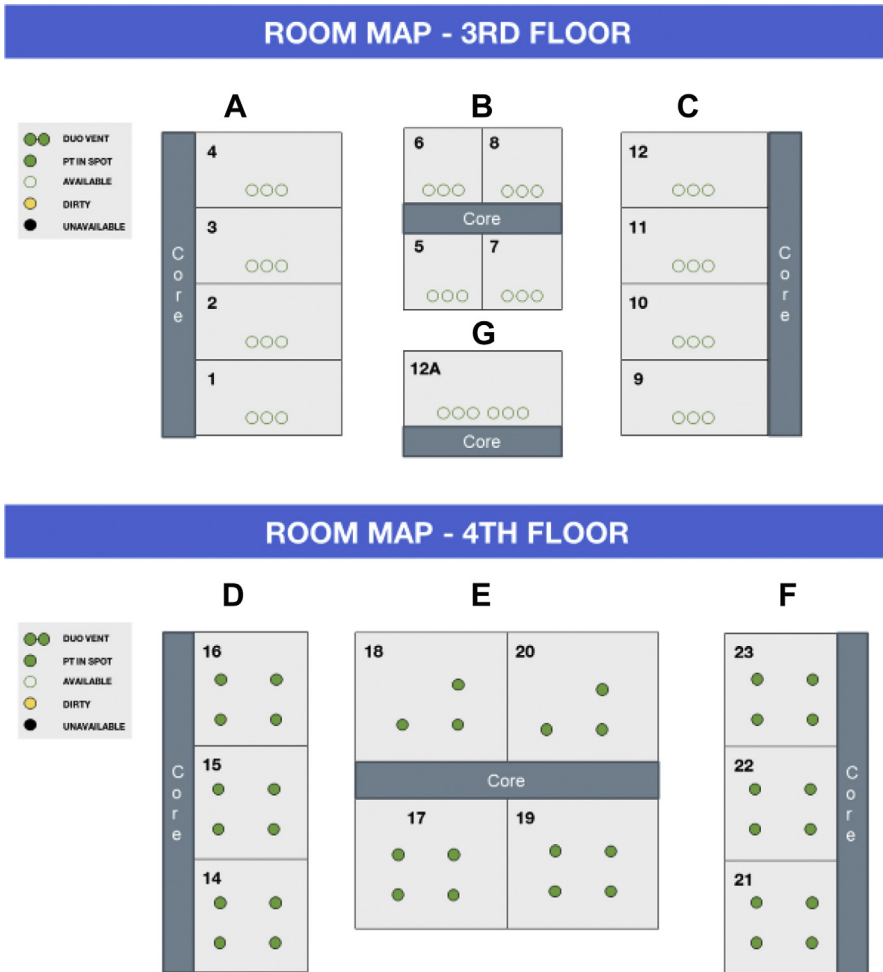 ROOM MAP - 3RD FLOOR
A
B
C
DUO VENT
PT IN SPOT
AVAILABLE
DIRTY
UNAVAILABLE
Core
4
3
2
1
6
8
Core
5
7
G
12A
Core
12
11
10
9
Core
ROOM MAP - 4TH FLOOR
D
E
F
DUO VENT
PT IN SPOT
AVAILABLE
DIRTY
UNAVAILABLE
Core
16
15
14
18
20
Core
17
19
23
22
21
Core